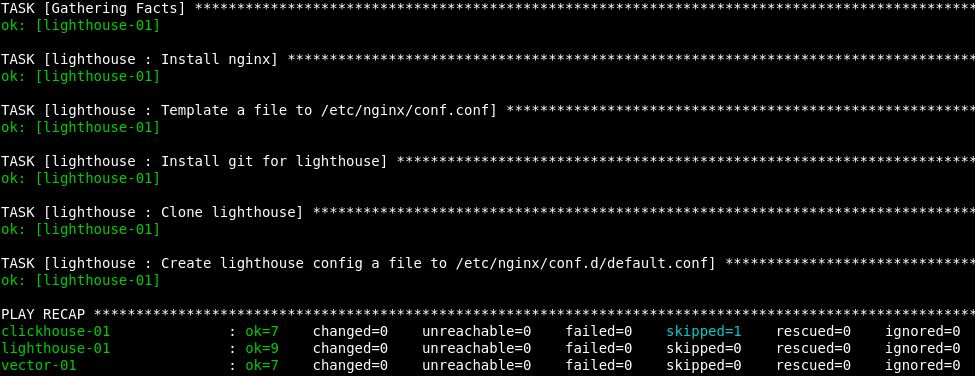 TASK [Gathering Facts] *********************************************************************************************
ok: [lighthouse-01]
TASK [lighthouse : Install nginx] **********************************************************************************
ok: [lighthouse-01]
TASK [lighthouse : Template a file to /etc/nginx/conf.conf] ********************************************************
ok: [lighthouse-01]
TASK [lighthouse : Install git for lighthouse] *********************************************************************
ok: [lighthouse-01]
TASK [lighthouse : Clone lighthouse] *******************************************************************************
ok: [lighthouse-01]
TASK [lighthouse : Create lighthouse config a file to /etc/nginx/conf.d/default.conf] ******************************
ok: [lighthouse-01]
PLAY RECAP *********************************************************************************************************
clickhouse-01              : ok=7    changed=0    unreachable=0    failed=0    skipped=1    rescued=0    ignored=0
lighthouse-01              : ok=9    changed=0    unreachable=0    failed=0    skipped=0    rescued=0    ignored=0
vector-01                  : ok=7    changed=0    unreachable=0    failed=0    skipped=0    rescued=0    ignored=0